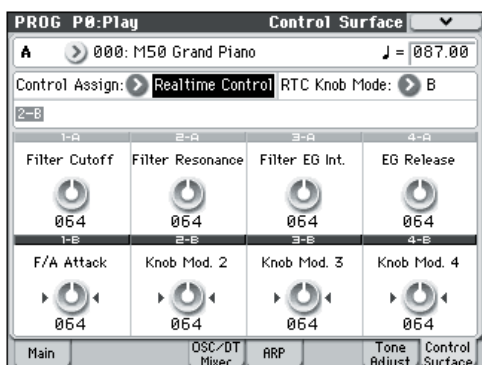 PROG P0:Play Control Surface
A 000: M50 Grand Piano ♩= 087.00
Control Assign: Realtime Control RTC Knob Mode: B
2-B
1-A 2-A 3-A 4-A
Filter Cutoff Filter Resonance Filter EG Int. EG Release
064 064 064 064
1-B 2-B 3-B 4-B
F/A Attack Knob Mod. 2 Knob Mod. 3 Knob Mod. 4
064 064 064 064
Main OSC/DT Mixer ARP Tone Adjust Control Surface